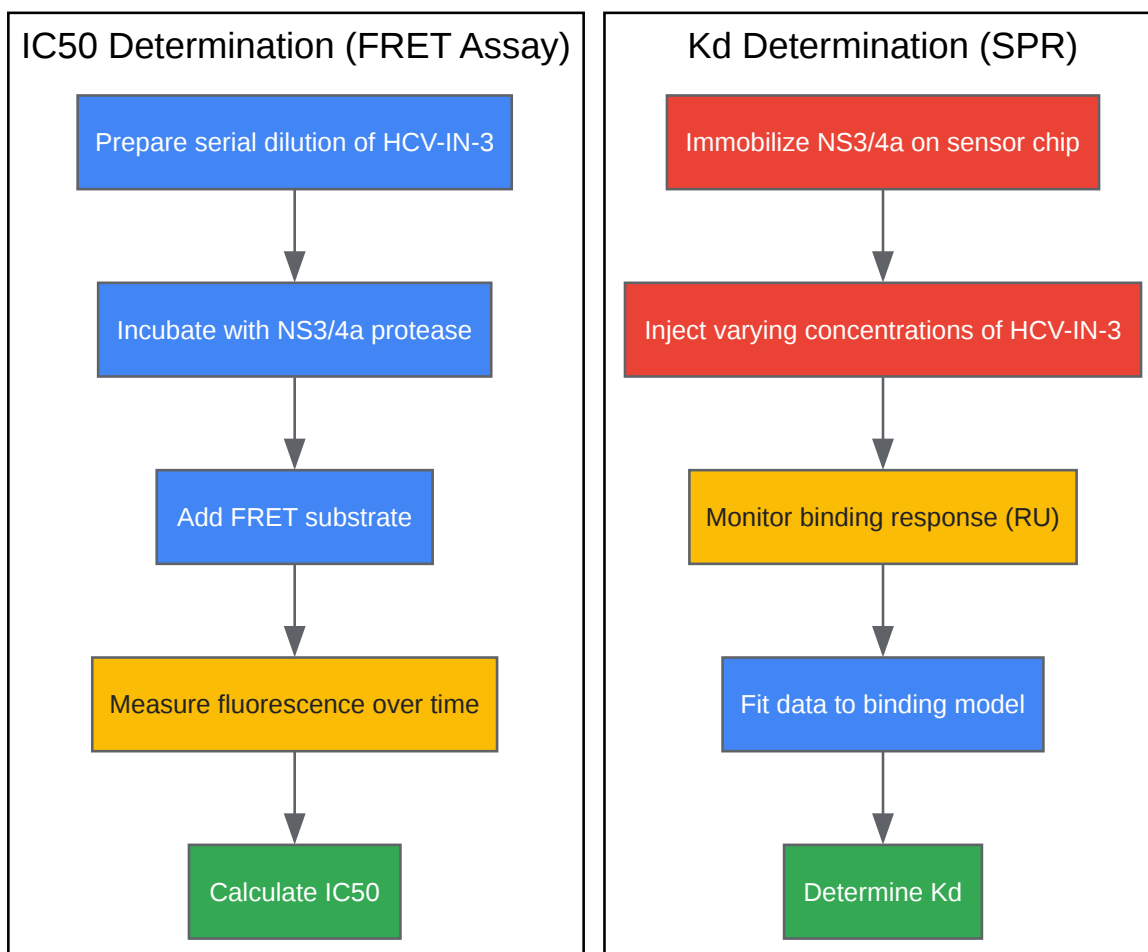 IC50 Determination (FRET Assay)
Prepare serial dilution of HCV-IN-3
Incubate with NS3/4a protease
Add FRET substrate
Measure fluorescence over time
Calculate IC50
Kd Determination (SPR)
Immobilize NS3/4a on sensor chip
Inject varying concentrations of HCV-IN-3
Monitor binding response (RU)
Fit data to binding model
Determine Kd